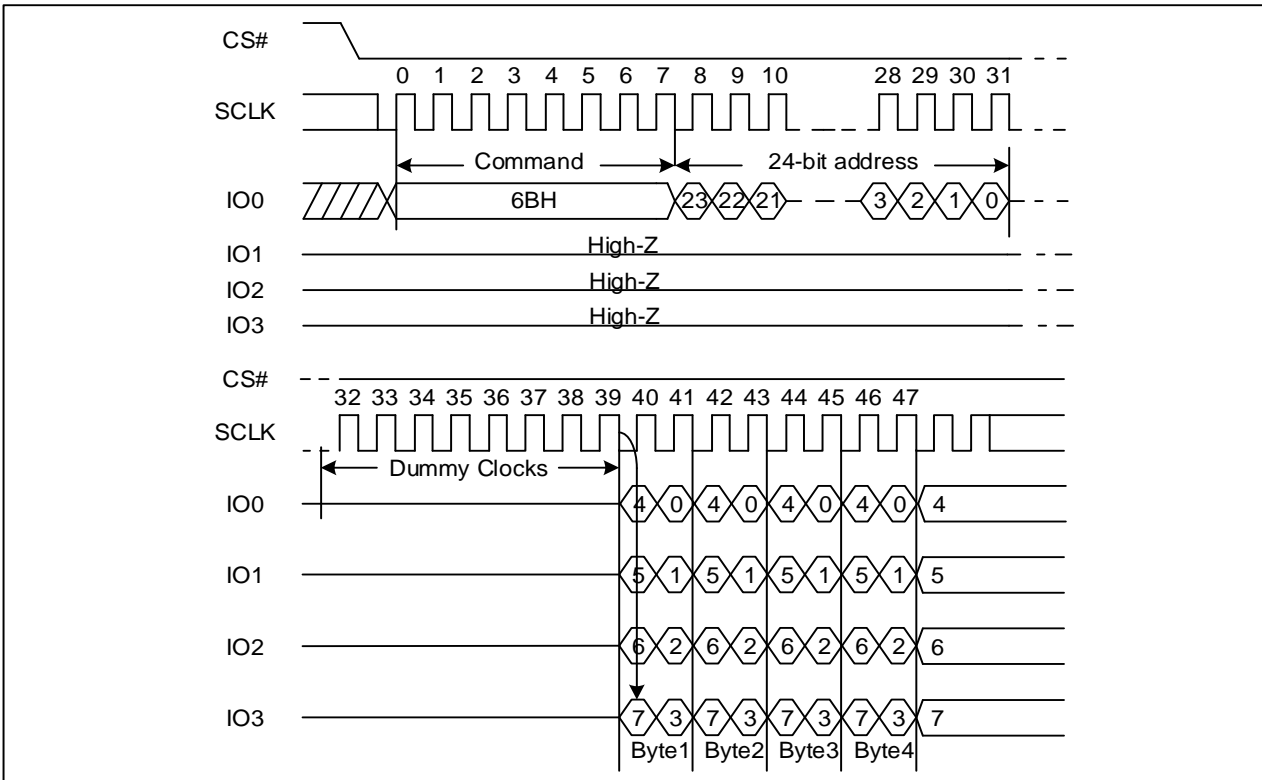 CS#
0 1 2 3 4 5 6 7 8 9 10 28 29 30 31
SCLK
Command 24-bit address
IO0 6BH 23 22 21 3 2 1 0
IO1 High-Z
IO2 High-Z
IO3 High-Z
CS#
32 33 34 35 36 37 38 39 40 41 42 43 44 45 46 47
SCLK
Dummy Clocks
IO0 4 0 4 0 4 0 4 0 4
IO1 5 1 5 1 5 1 5 1 5
IO2 6 2 6 2 6 2 6 2 6
IO3 7 3 7 3 7 3 7 3 7
Byte1 Byte2 Byte3 Byte4